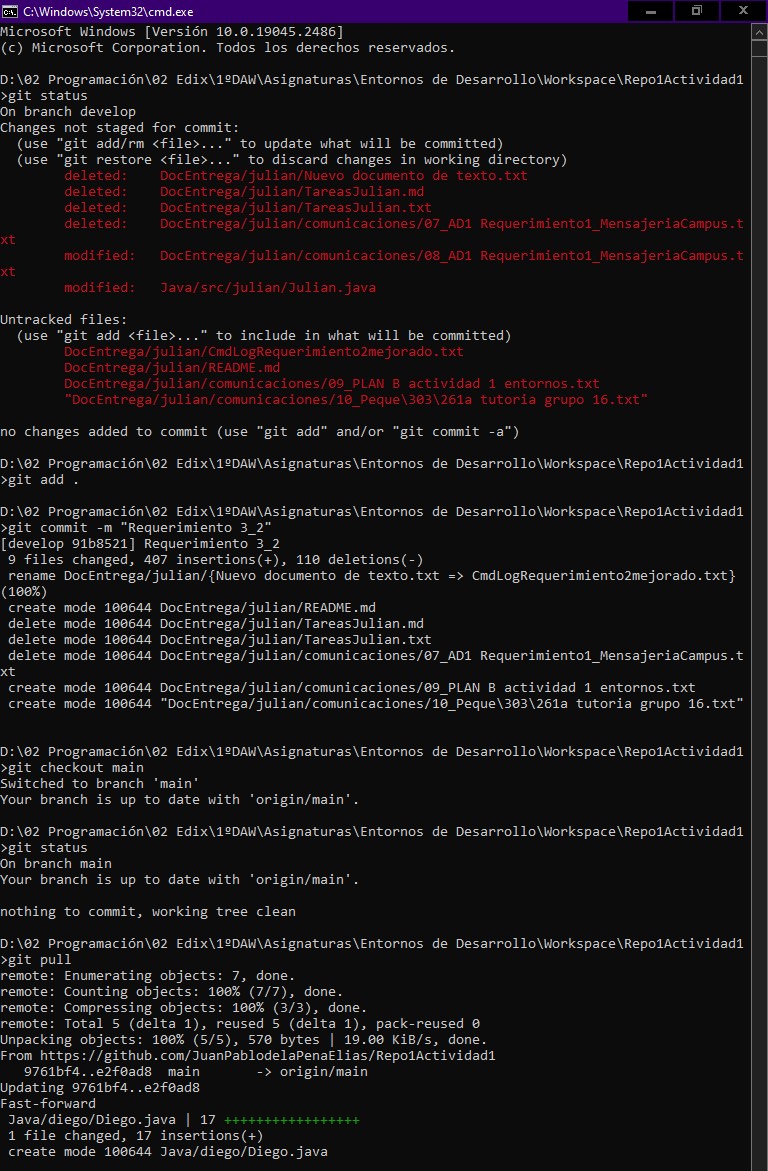 C:\Windows\System32\cmd.exe
Microsoft Windows [Versión 10.0.19045.2486]
(c) Microsoft Corporation. Todos los derechos reservados.
D:\02 Programación\02 Edix\1ºDAW\Asignaturas\Entornos de Desarrollo\Workspace\Repo1Actividad1
>git status
On branch develop
Changes not staged for commit:
  (use "git add/rm <file>..." to update what will be committed)
  (use "git restore <file>..." to discard changes in working directory)
        deleted:    DocEntrega/julian/Nuevo documento de texto.txt
        deleted:    DocEntrega/julian/TareasJulian.md
        deleted:    DocEntrega/julian/TareasJulian.txt
        deleted:    DocEntrega/julian/comunicaciones/07_AD1 Requerimiento1_MensajeriaCampus.t
xt
        modified:   DocEntrega/julian/comunicaciones/08_AD1 Requerimiento1_MensajeriaCampus.t
xt
        modified:   Java/src/julian/Julian.java
Untracked files:
  (use "git add <file>..." to include in what will be committed)
        DocEntrega/julian/CmdLogRequerimiento2mejorado.txt
        DocEntrega/julian/README.md
        DocEntrega/julian/comunicaciones/09_PLAN B actividad 1 entornos.txt
        "DocEntrega/julian/comunicaciones/10_Peque\303\261a tutoria grupo 16.txt"
no changes added to commit (use "git add" and/or "git commit -a")
D:\02 Programación\02 Edix\1ºDAW\Asignaturas\Entornos de Desarrollo\Workspace\Repo1Actividad1
>git add .
D:\02 Programación\02 Edix\1ºDAW\Asignaturas\Entornos de Desarrollo\Workspace\Repo1Actividad1
>git commit -m "Requerimiento 3_2"
[develop 91b8521] Requerimiento 3_2
 9 files changed, 407 insertions(+), 110 deletions(-)
 rename DocEntrega/julian/{Nuevo documento de texto.txt => CmdLogRequerimiento2mejorado.txt}
(100%)
 create mode 100644 DocEntrega/julian/README.md
 delete mode 100644 DocEntrega/julian/TareasJulian.md
 delete mode 100644 DocEntrega/julian/TareasJulian.txt
 delete mode 100644 DocEntrega/julian/comunicaciones/07_AD1 Requerimiento1_MensajeriaCampus.t
xt
 create mode 100644 DocEntrega/julian/comunicaciones/09_PLAN B actividad 1 entornos.txt
 create mode 100644 "DocEntrega/julian/comunicaciones/10_Peque\303\261a tutoria grupo 16.txt"
D:\02 Programación\02 Edix\1ºDAW\Asignaturas\Entornos de Desarrollo\Workspace\Repo1Actividad1
>git checkout main
Switched to branch 'main'
Your branch is up to date with 'origin/main'.
D:\02 Programación\02 Edix\1ºDAW\Asignaturas\Entornos de Desarrollo\Workspace\Repo1Actividad1
>git status
On branch main
Your branch is up to date with 'origin/main'.
nothing to commit, working tree clean
D:\02 Programación\02 Edix\1ºDAW\Asignaturas\Entornos de Desarrollo\Workspace\Repo1Actividad1
>git pull
remote: Enumerating objects: 7, done.
remote: Counting objects: 100% (7/7), done.
remote: Compressing objects: 100% (3/3), done.
remote: Total 5 (delta 1), reused 5 (delta 1), pack-reused 0
Unpacking objects: 100% (5/5), 570 bytes | 19.00 KiB/s, done.
From https://github.com/JuanPablodelaPenaElias/Repo1Actividad1
   9761bf4..e2f0ad8  main       -> origin/main
Updating 9761bf4..e2f0ad8
Fast-forward
 Java/diego/Diego.java | 17 +++++++++++++++++
 1 file changed, 17 insertions(+)
 create mode 100644 Java/diego/Diego.java